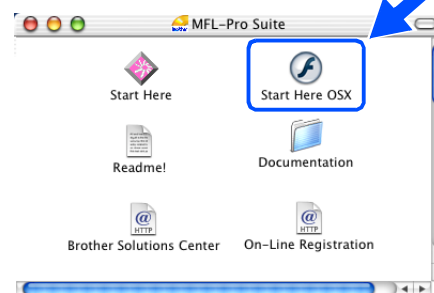 MFL-Pro Suite
Start Here
Start Here OSX
Readme!
Documentation
HTTP
HTTP
Brother Solutions Center
On-Line Registration